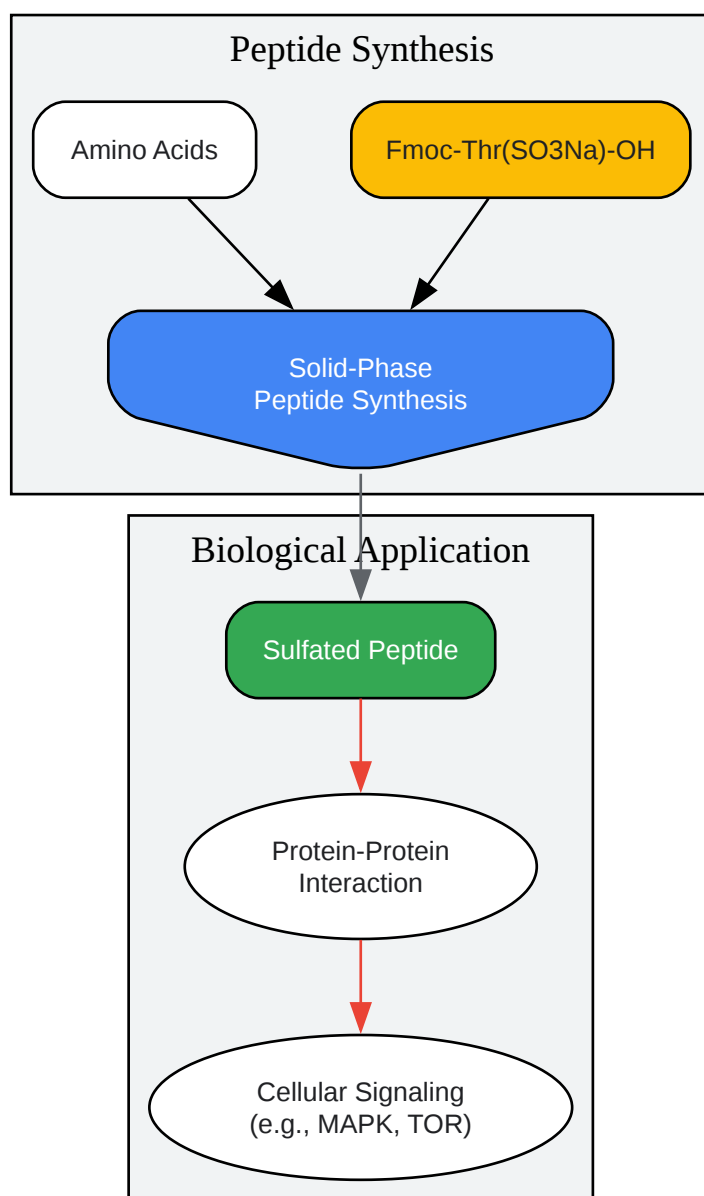 Peptide Synthesis
Amino Acids
Fmoc-Thr(SO3Na)-OH
Solid-Phase
Peptide Synthesis
Biological Application
Sulfated Peptide
Protein-Protein
Interaction
Cellular Signaling
(e.g., MAPK, TOR)